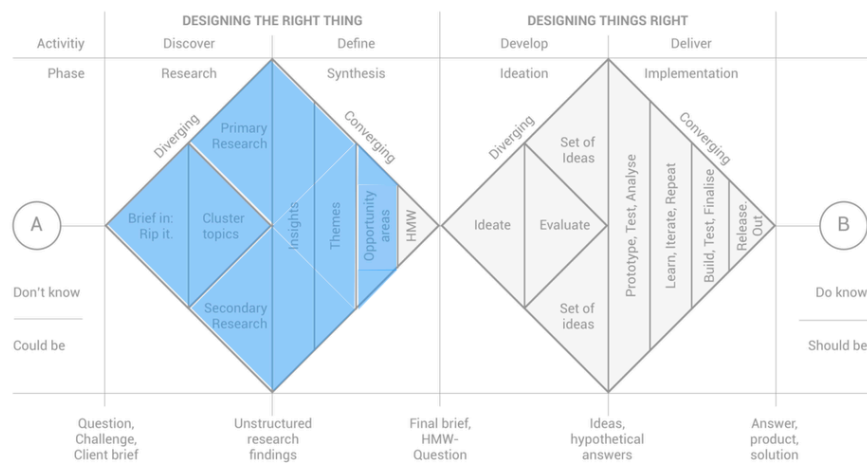 DESIGNING THE RIGHT THING
DESIGNING THINGS RIGHT
Activitiy
Discover
Define
Develop
Deliver
Phase
Research
Synthesis
Ideation
Implementation
Diverging
Converging
Diverging
Converging
Primary
Research
Set of
Ideas
A
Brief in:
Rip it.
Cluster
topics
Insights
Themes
Opportunity
areas
HMW
Ideate
Evaluate
Prototype, Test, Analyse
Learn, Iterate, Repeat
Build, Test, Finalise
Release.
Out.
B
Secondary
Research
Set of
ideas
Don't know
Do know
Could be
Should be
Question,
Challenge,
Client brief
Unstructured
research
findings
Final brief,
HMW-
Question
Ideas,
hypothetical
answers
Answer,
product,
solution